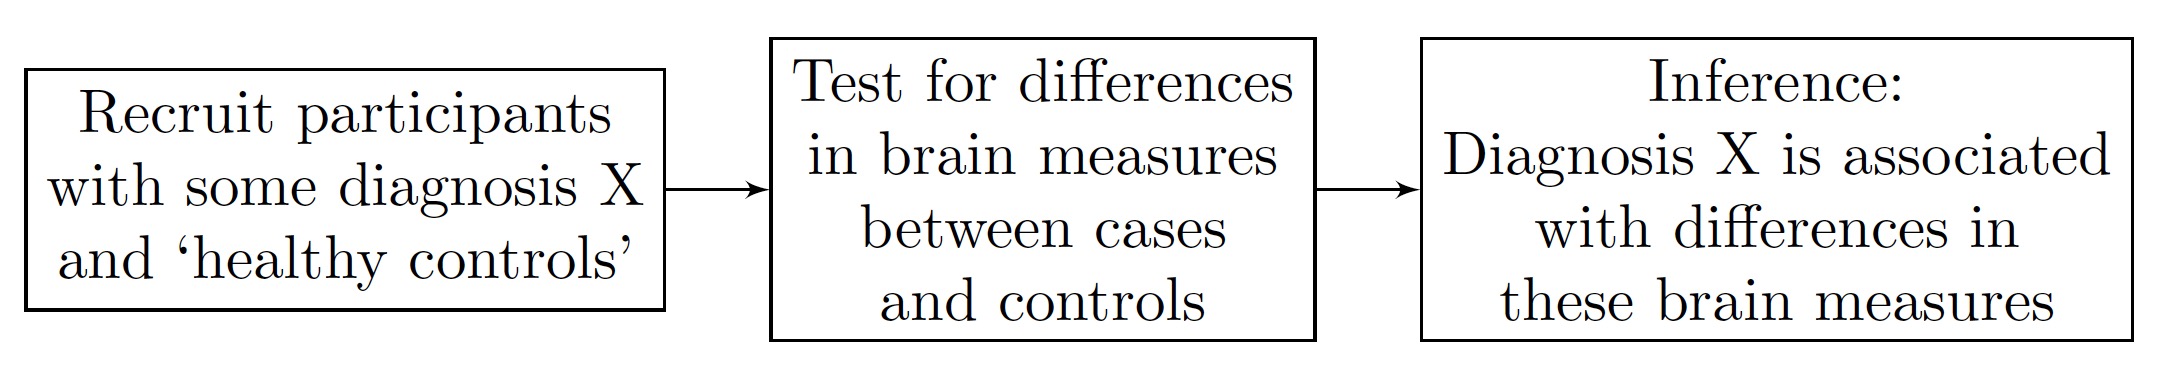 Recruit participants
with some diagnosis X
and ‘healthy controls’
Test for differences
in brain measures
between cases
and controls
Inference:
Diagnosis X is associated
with differences in
these brain measures